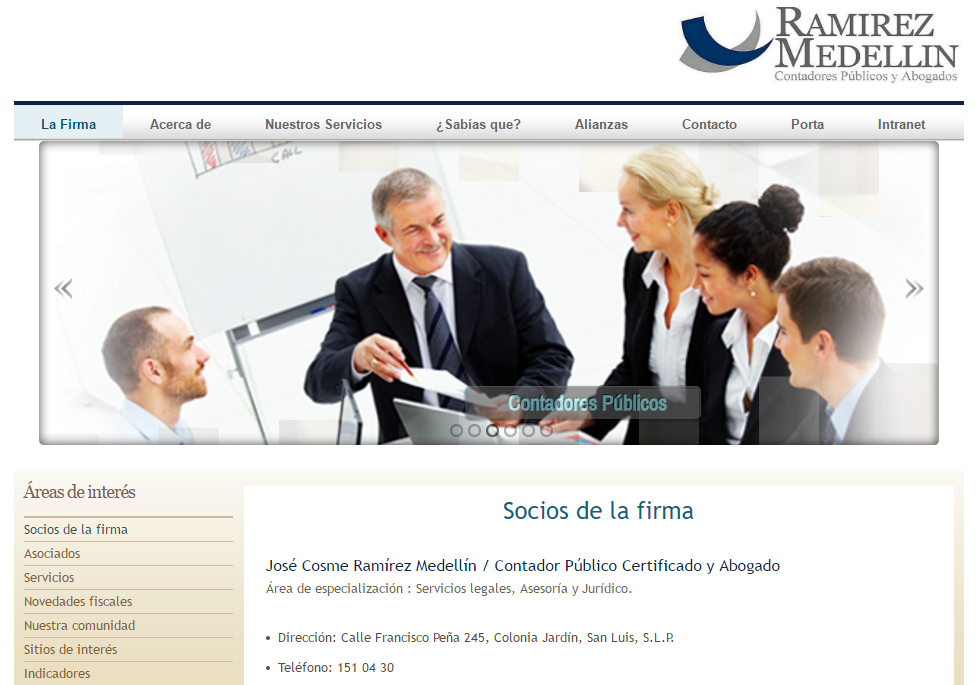 RAMIREZ
MEDELLIN
Contadores Públicos y Abogados
La Firma
Acerca de
Nuestros Servicios
¿Sabías que?
Alianzas
Contacto
Porta
Intranet
CALL
«
»
Contadores Públicos
Áreas de interés
Socios de la firma
Asociados
Servicios
Novedades fiscales
Nuestra comunidad
Sitios de interés
Indicadores
Socios de la firma
José Cosme Ramírez Medellín / Contador Público Certificado y Abogado
Área de especialización : Servicios legales, Asesoría y Jurídico.
• Dirección: Calle Francisco Peña 245, Colonia Jardín, San Luis, S.L.P.
• Teléfono: 151 04 30